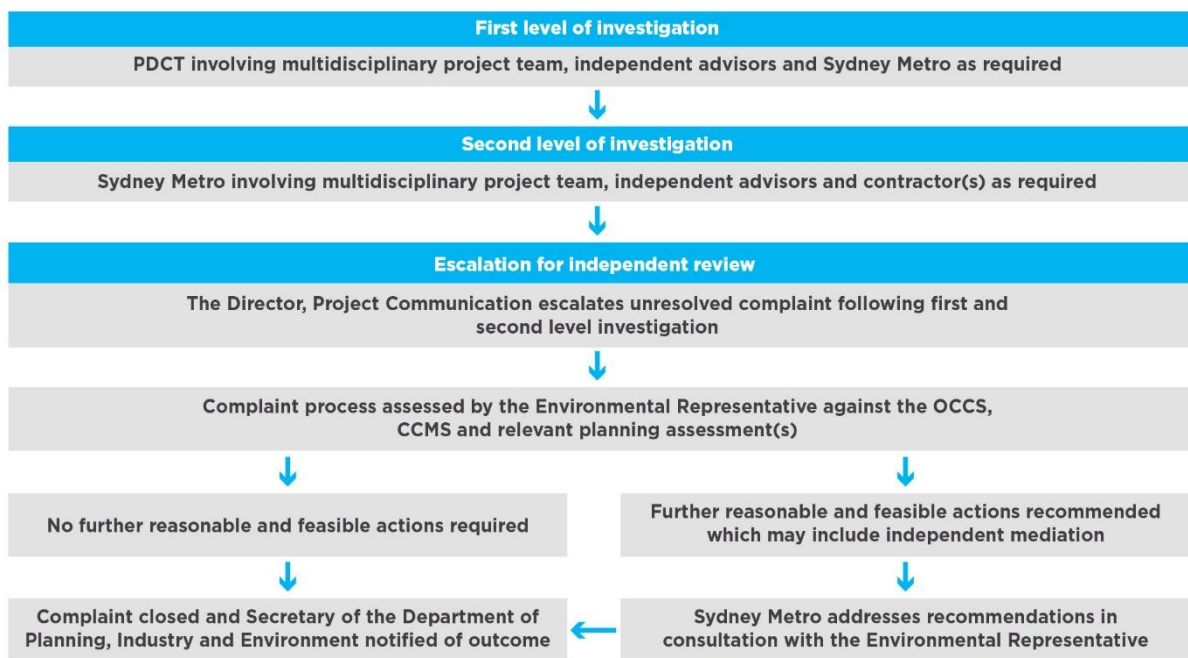 First level of investigation
PDCT involving multidisciplinary project team, independent advisors and Sydney Metro as required
Second level of investigation
Sydney Metro involving multidisciplinary project team, independent advisors and contractor(s) as required
Escalation for independent review
The Director, Project Communication escalates unresolved complaint following first and
second level investigation
Complaint process assessed by the Environmental Representative against the OCCS,
CCMS and relevant planning assessment(s)
No further reasonable and feasible actions required
Further reasonable and feasible actions recommended
which may include independent mediation
Complaint closed and Secretary of the Department of
Planning, Industry and Environment notified of outcome
Sydney Metro addresses recommendations in
consultation with the Environmental Representative